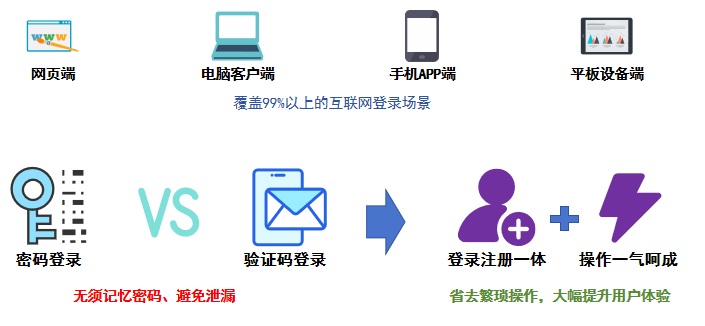 www
网页端 电脑客户端 手机APP端 平板设备端
覆盖99%以上的互联网登录场景
VS
密码登录 验证码登录 登录注册一体 操作一气呵成
无须记忆密码、避免泄漏 省去繁琐操作，大幅提升用户体验